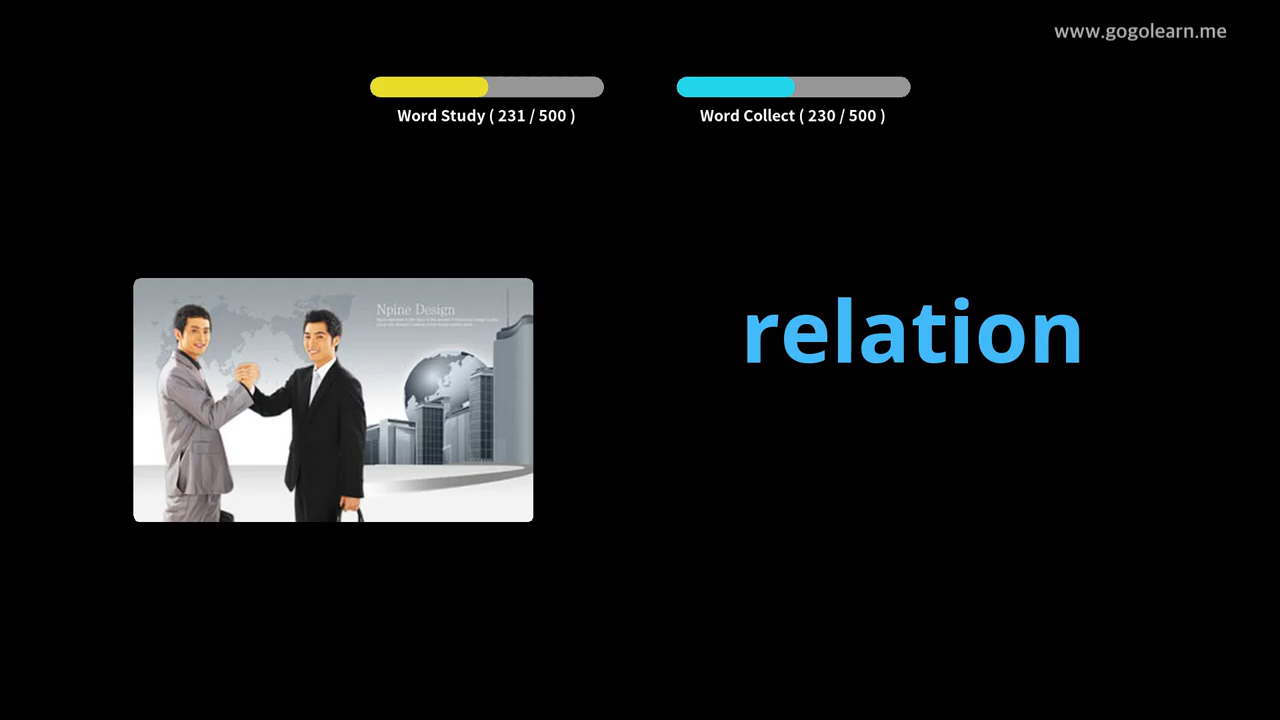 www.gogolearn.me
Word Study ( 231 / 500 )
Word Collect ( 230 / 500 )
Npine Design
relation